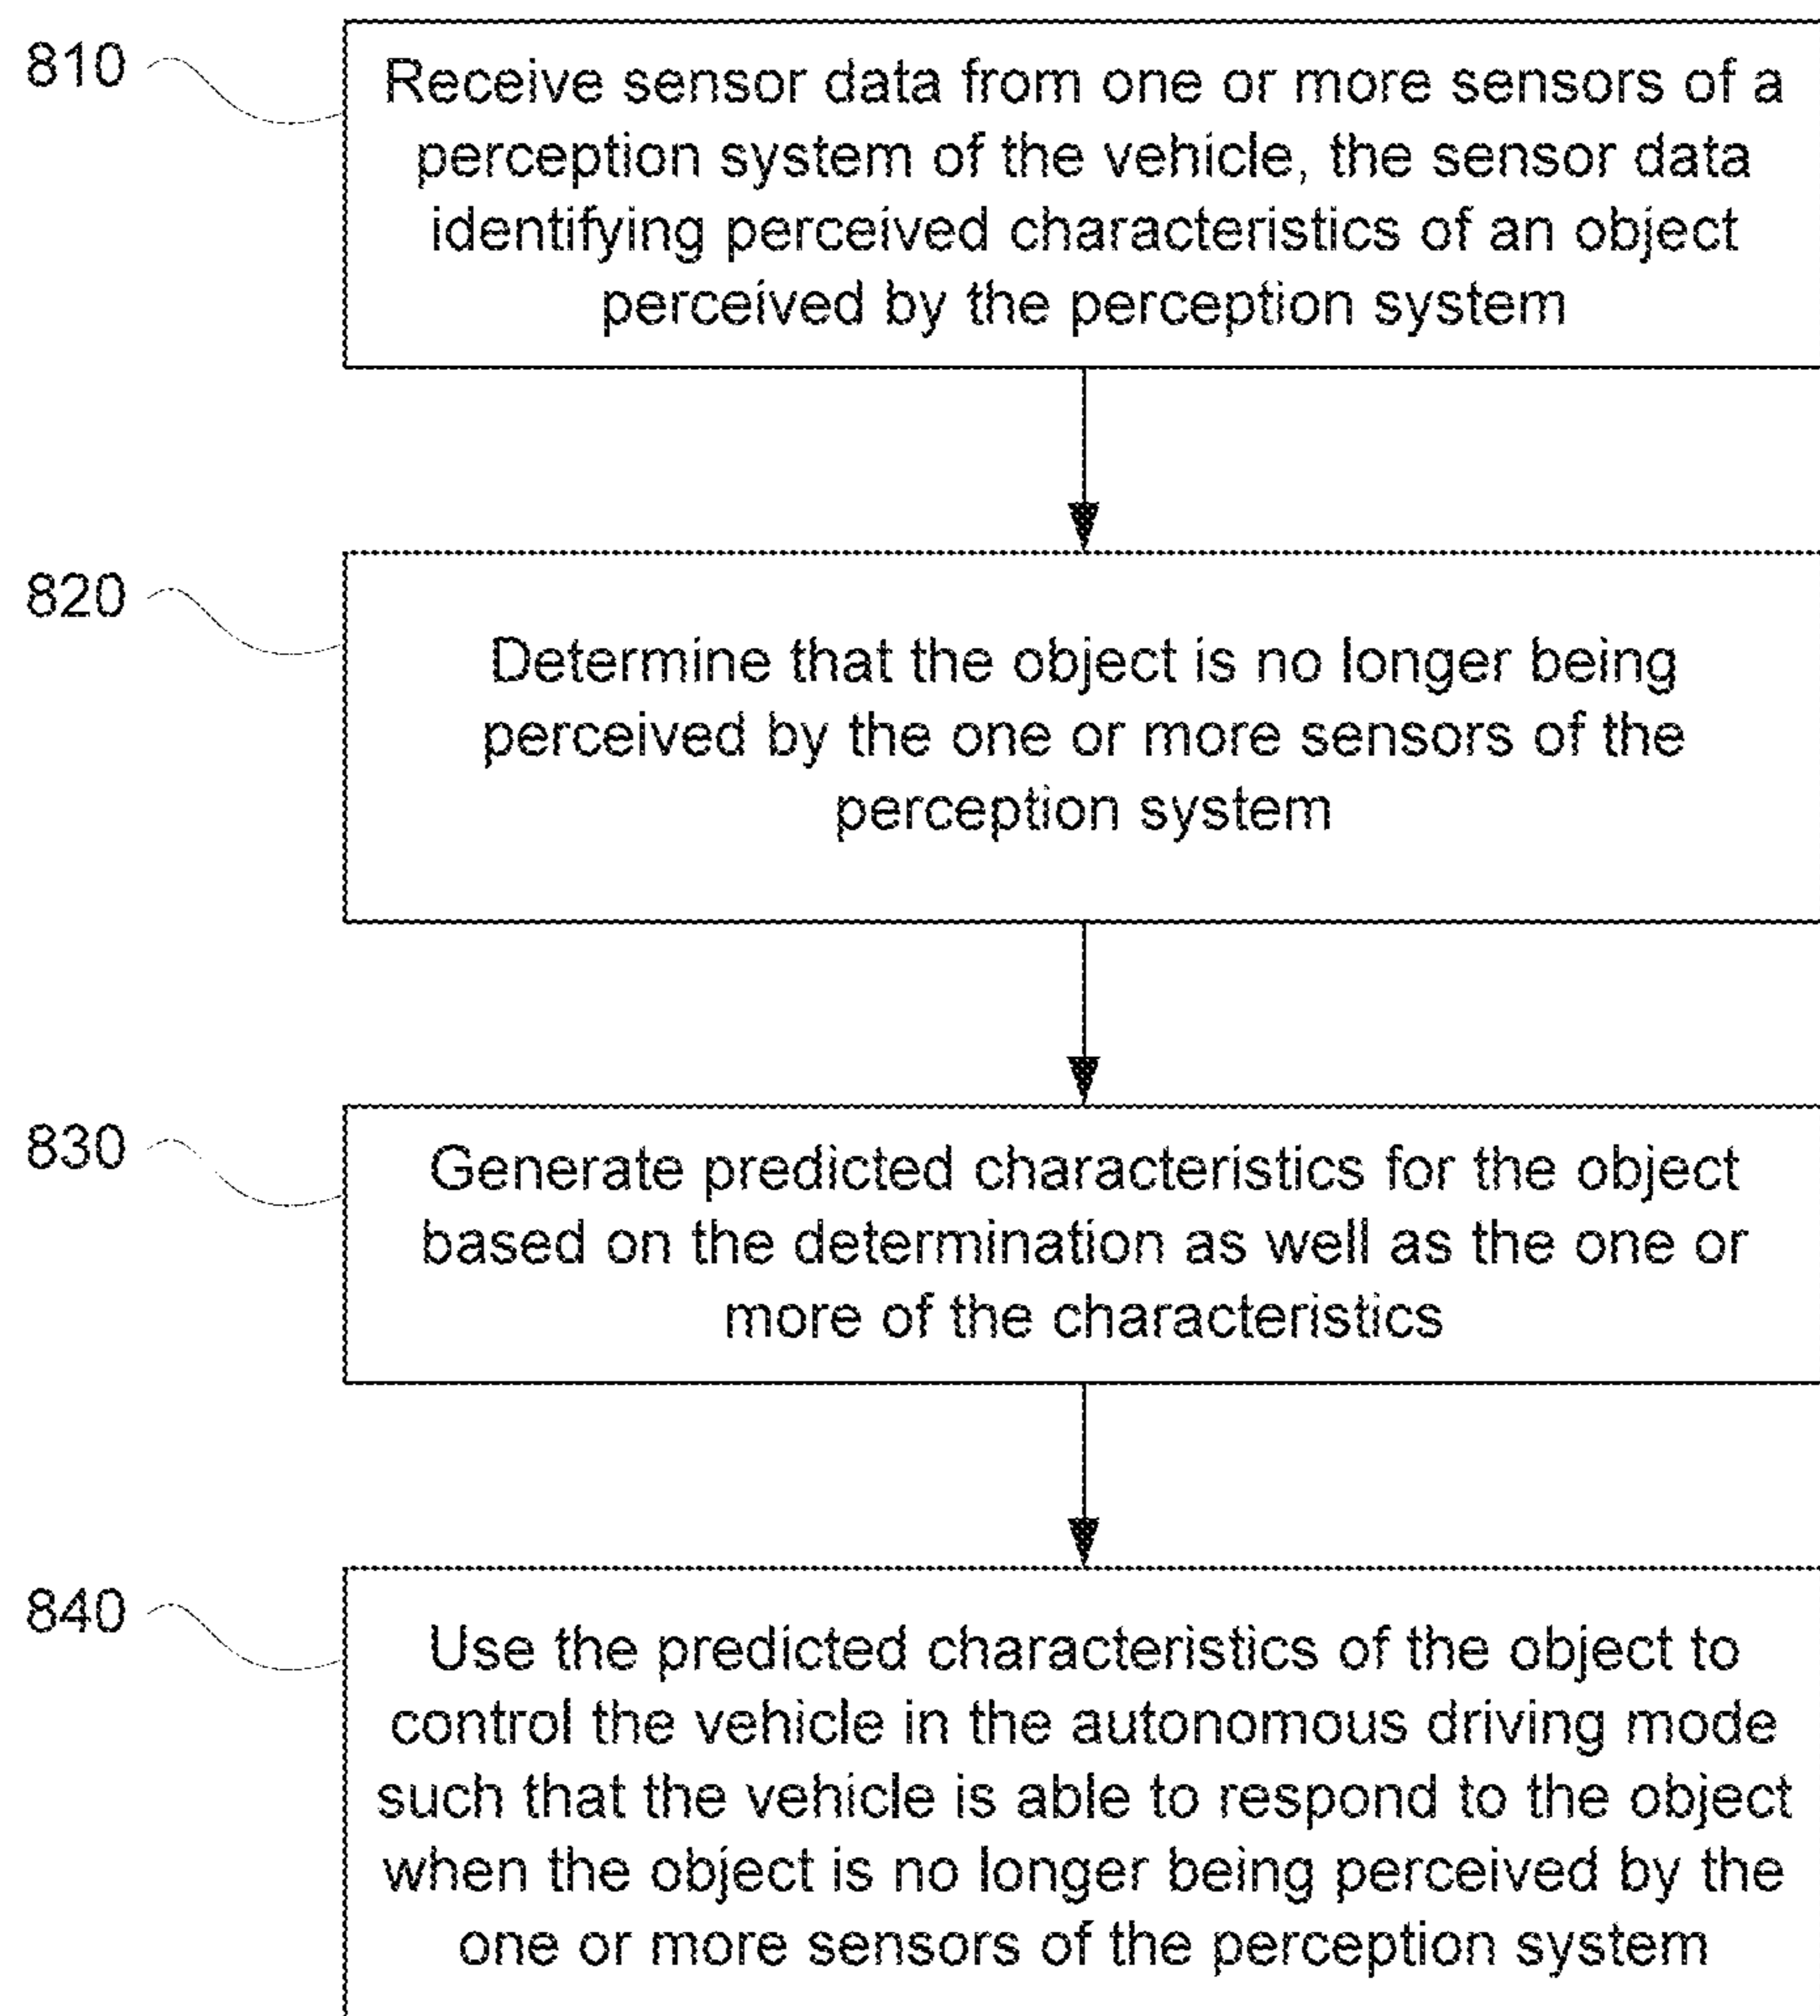 810
Receive sensor data from one or more sensors of a
perception system of the vehicle, the sensor data
identifying perceived characteristics of an object
perceived by the perception system
820
Determine that the object is no longer being
perceived by the one or more sensors of the
perception system
830
Generate predicted characteristics for the object
based on the determination as well as the one or
more of the characteristics
840
Use the predicted characteristics of the object to
control the vehicle in the autonomous driving mode
such that the vehicle is able to respond to the object
when the object is no longer being perceived by the
one or more sensors of the perception system